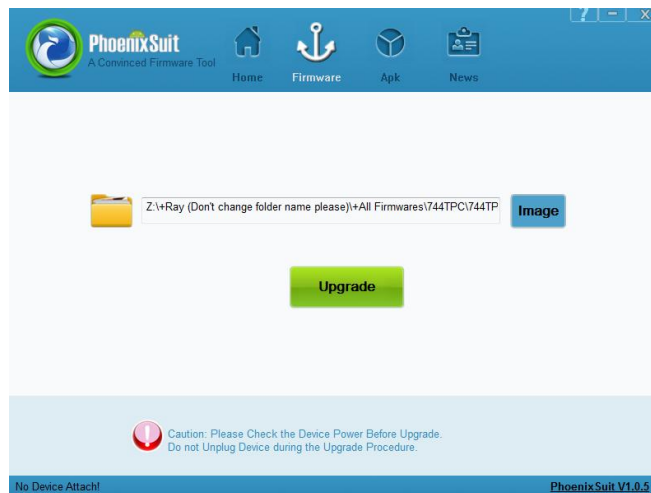 ? - x
PhoenixSuit
A Convinced Firmware Tool
Home Firmware Apk News
Z:\+Ray (Don't change folder name please)\+All Firmwares\744TPC\744TP
Image
Upgrade
Caution: Please Check the Device Power Before Upgrade.
Do not Unplug Device during the Upgrade Procedure.
No Device Attach! PhoenixSuit V1.0.5